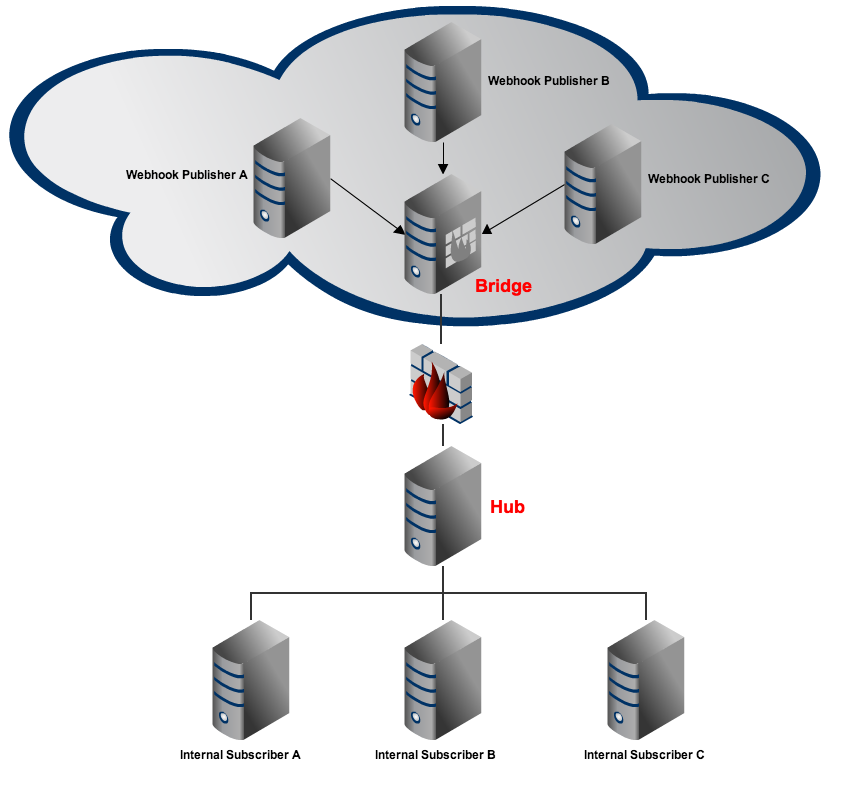 Webhook Publisher B
Webhook Publisher A
Webhook Publisher C
Bridge
Hub
Internal Subscriber A
Internal Subscriber B
Internal Subscriber C